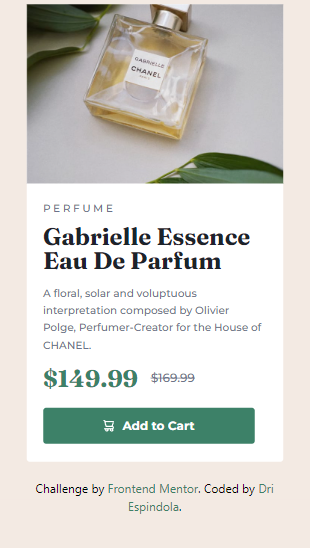 GABRIELLE
CHANEL
PERFUME
Gabrielle Essence
Eau De Parfum
A floral, solar and voluptuous
interpretation composed by Olivier
Polge, Perfumer-Creator for the House of
CHANEL.
$149.99 $169.99
Add to Cart
Challenge by Frontend Mentor. Coded by Dri
Espindola.